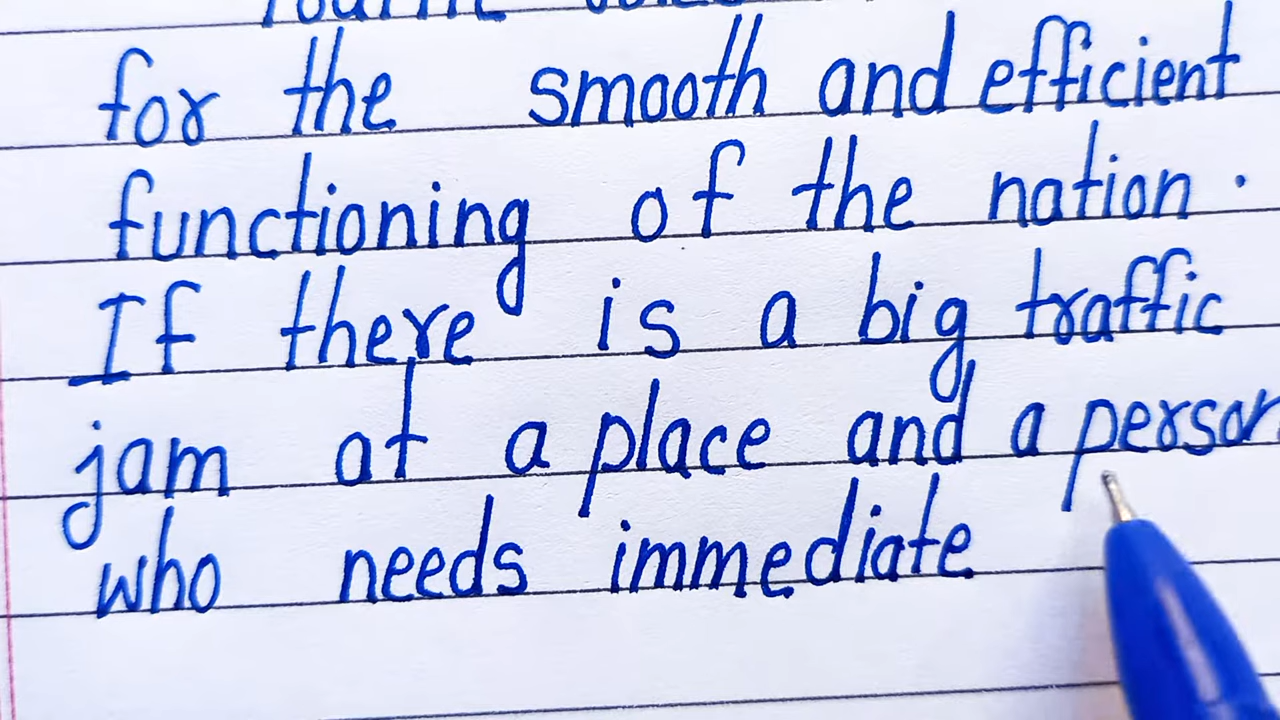 for the smooth and efficient
functioning of the nation.
If there is a big traffic
jam at a place and a person
who needs immediate